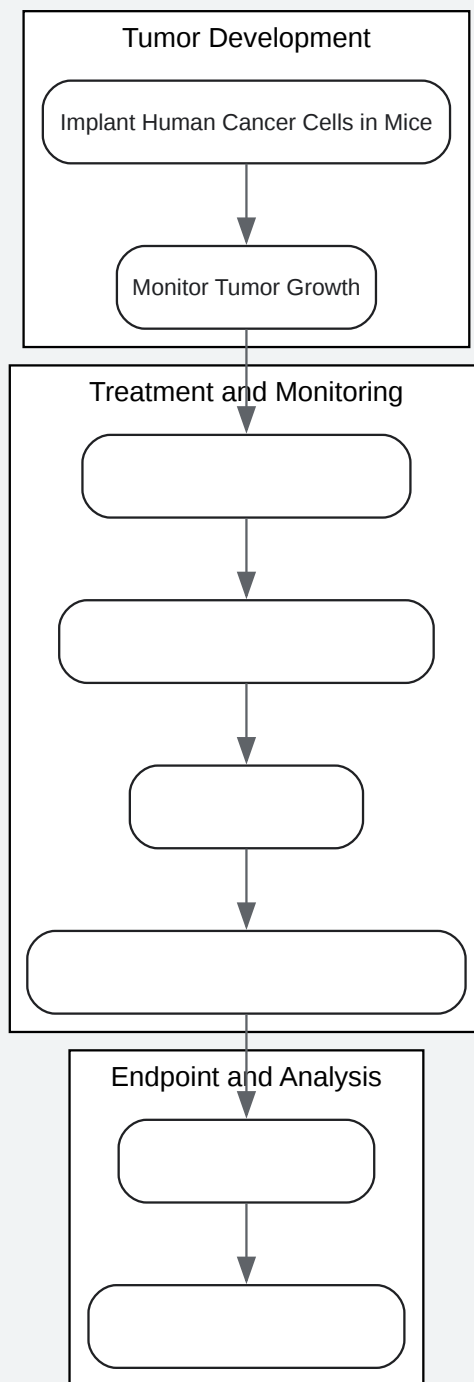 Tumor Development
Implant Human Cancer Cells in Mice
Monitor Tumor Growth
Treatment and Monitoring
Endpoint and Analysis